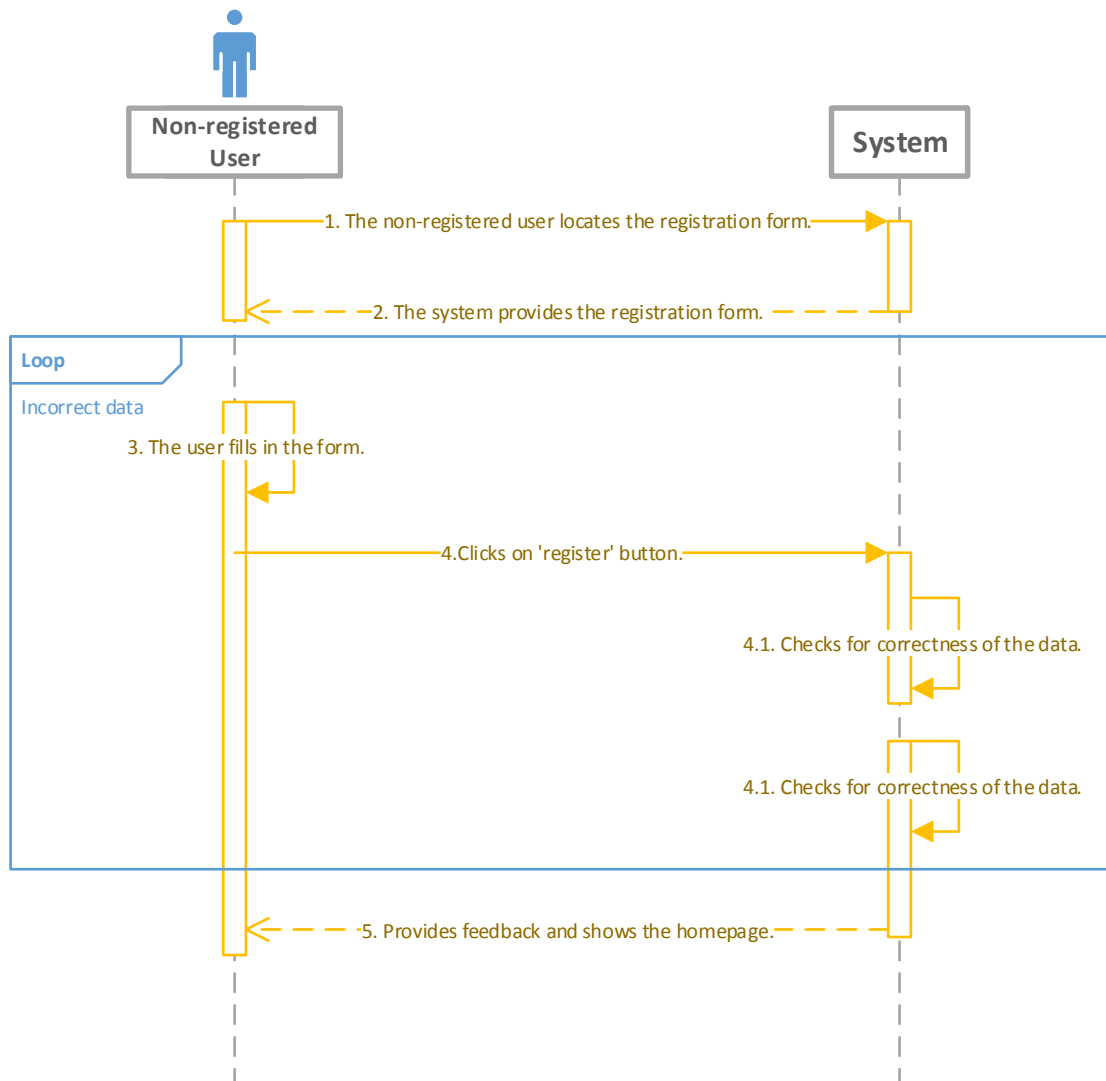 Non-registered
User
System
1. The non-registered user locates the registration form.
2. The system provides the registration form.
Loop
Incorrect data
3. The user fills in the form.
4.Clicks on 'register' button.
4.1. Checks for correctness of the data.
4.1. Checks for correctness of the data.
5. Provides feedback and shows the homepage.